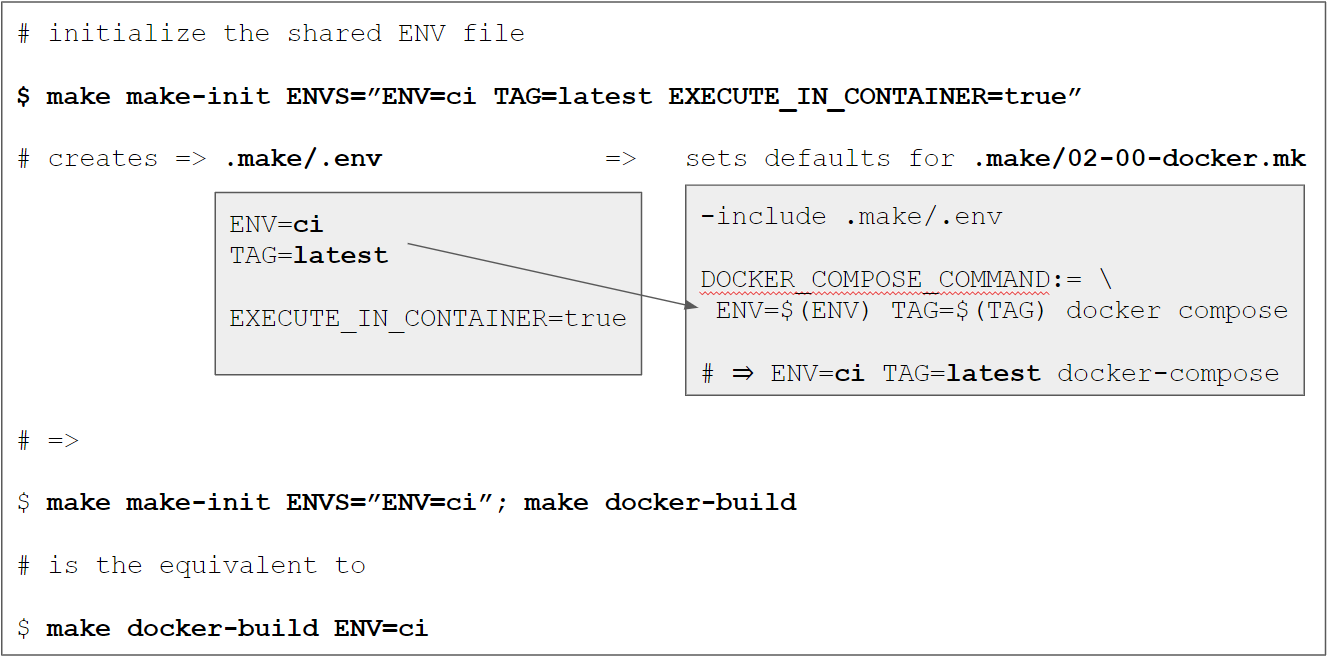 # initialize the shared ENV file
$ make make-init ENVS=”ENV=ci TAG=latest EXECUTE_IN_CONTAINER=true”
# creates => .make/.env => sets defaults for .make/02-00-docker.mk
ENV=ci
TAG=latest
EXECUTE_IN_CONTAINER=true
-include .make/.env
DOCKER_COMPOSE_COMMAND:= \
ENV=$(ENV) TAG=$(TAG) docker compose
# ⇒ ENV=ci TAG=latest docker-compose
# =>
$ make make-init ENVS=”ENV=ci”; make docker-build
# is the equivalent to
$ make docker-build ENV=ci